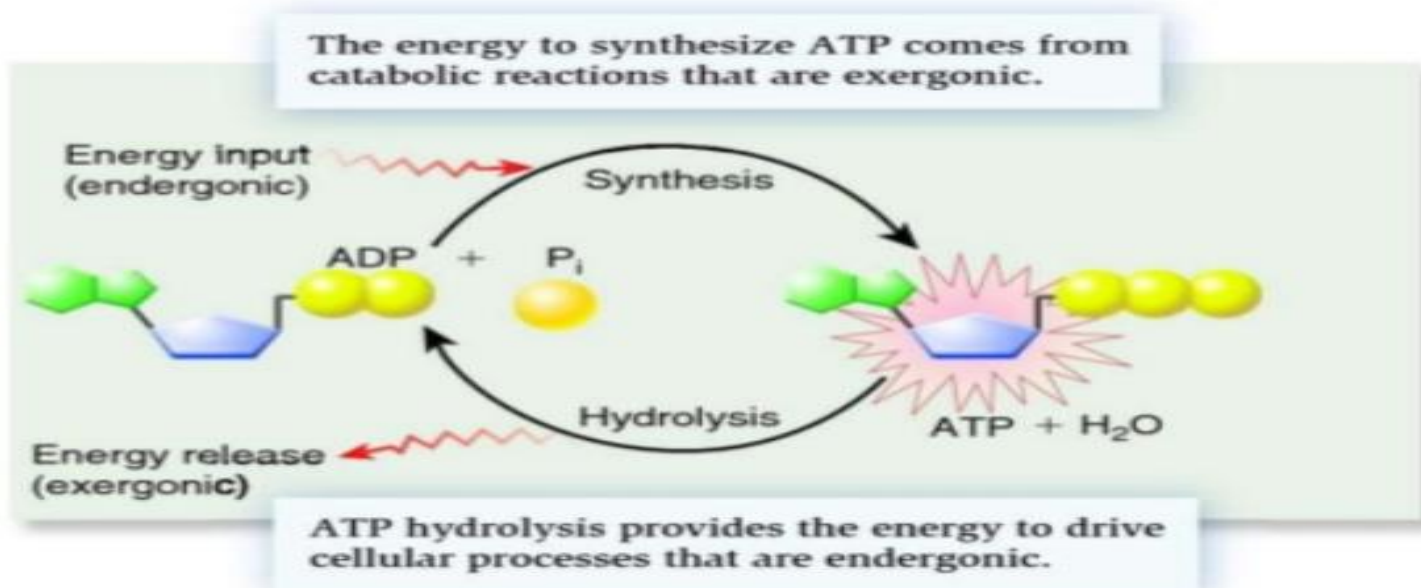 The energy to synthesize ATP comes from
catabolic reactions that are exergonic.
Energy input
(endergonic)
Synthesis
ADP + Pi
Hydrolysis
ATP + H₂O
Energy release
(exergonic)
ATP hydrolysis provides the energy to drive
cellular processes that are endergonic.